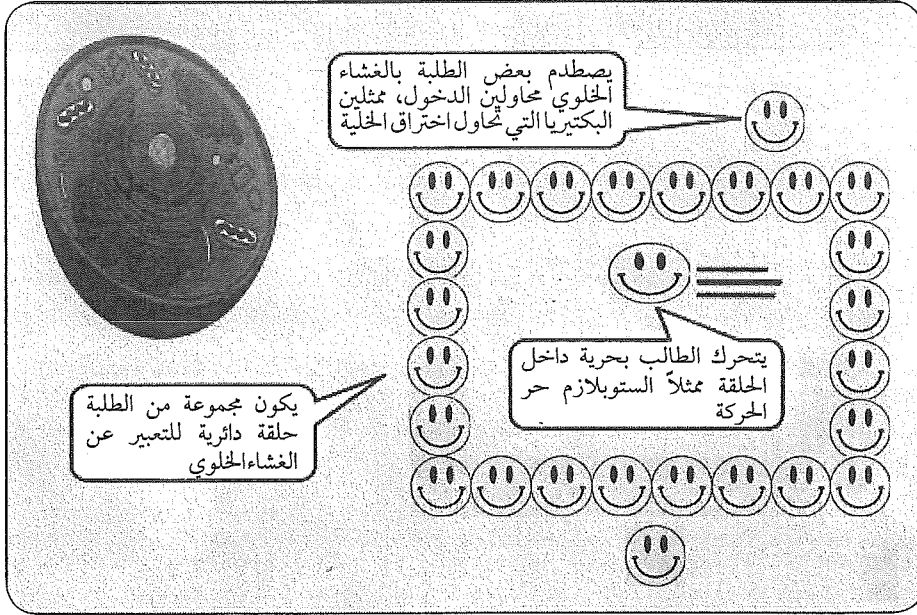 يصطدم بعض الطلبة بالغشاء
الخلوي محاولين الدخول، ممثلين
البكتيريا التي تحاول اختراق الخلية
يتحرك الطالب بحرية داخل
الحلقة ممثلاً الستوبلازم حر
الحركة
يكون مجموعة من الطلبة
حلقة دائرية للتعبير عن
الغشاء الخلوي